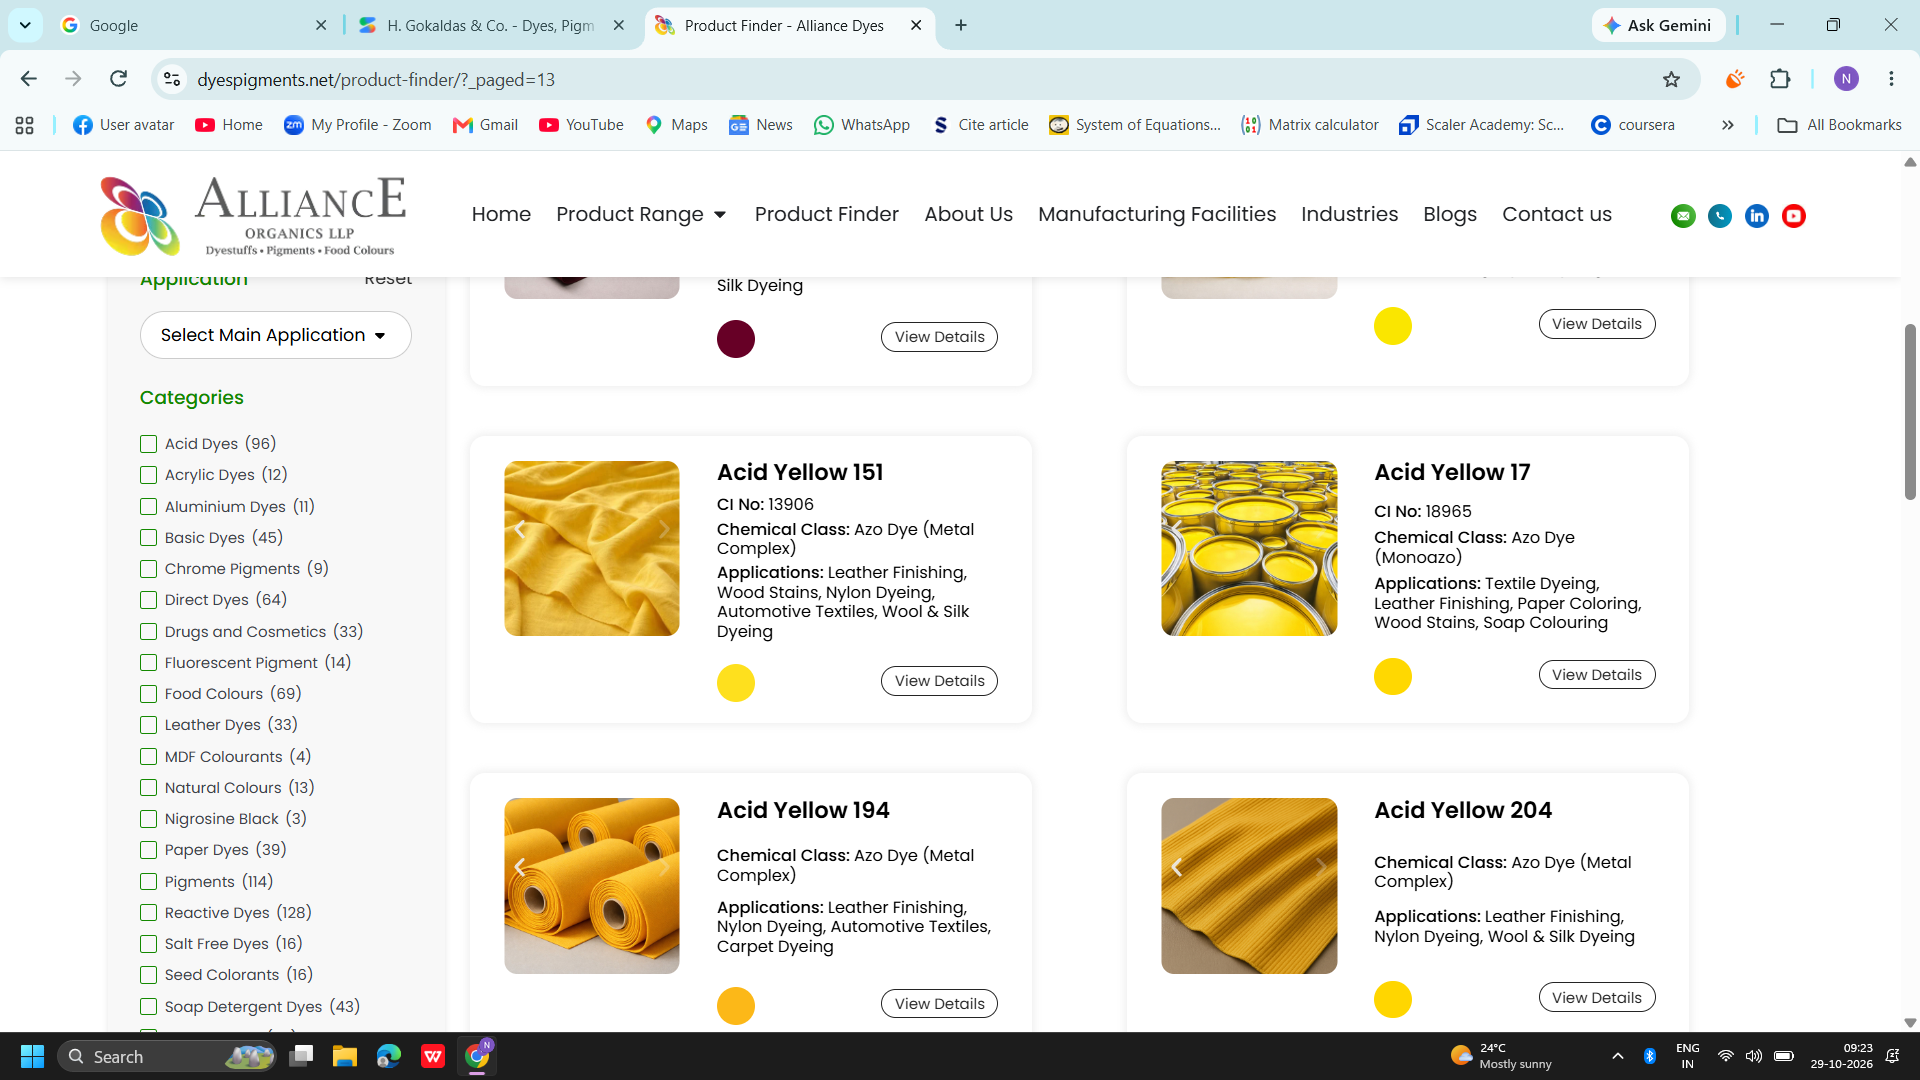 Google
H. Gokaldas & Co. - Dyes, Pigm
Product Finder - Alliance Dyes
Ask Gemini
dyespigments.net/product-finder/?_paged=13
N
User avatar
Home
My Profile - Zoom
Gmail
YouTube
Maps
News
WhatsApp
Cite article
System of Equations...
Matrix calculator
Scaler Academy: Sc...
coursera
All Bookmarks
ALLIANCE
ORGANICS LLP
Dyestuffs • Pigments • Food Colours
Home
Product Range
Product Finder
About Us
Manufacturing Facilities
Industries
Blogs
Contact us
Application
Reset
Select Main Application
Categories
Acid Dyes (96)
Acrylic Dyes (12)
Aluminium Dyes (11)
Basic Dyes (45)
Chrome Pigments (9)
Direct Dyes (64)
Drugs and Cosmetics (33)
Fluorescent Pigment (14)
Food Colours (69)
Leather Dyes (33)
MDF Colourants (4)
Natural Colours (13)
Nigrosine Black (3)
Paper Dyes (39)
Pigments (114)
Reactive Dyes (128)
Salt Free Dyes (16)
Seed Colorants (16)
Soap Detergent Dyes (43)
Silk Dyeing
View Details
View Details
Acid Yellow 151
CI No: 13906
Chemical Class: Azo Dye (Metal
Complex)
Applications: Leather Finishing,
Wood Stains, Nylon Dyeing,
Automotive Textiles, Wool & Silk
Dyeing
View Details
Acid Yellow 17
CI No: 18965
Chemical Class: Azo Dye
(Monoazo)
Applications: Textile Dyeing,
Leather Finishing, Paper Coloring,
Wood Stains, Soap Colouring
View Details
Acid Yellow 194
Chemical Class: Azo Dye (Metal
Complex)
Applications: Leather Finishing,
Nylon Dyeing, Automotive Textiles,
Carpet Dyeing
View Details
Acid Yellow 204
Chemical Class: Azo Dye (Metal
Complex)
Applications: Leather Finishing,
Nylon Dyeing, Wool & Silk Dyeing
View Details
Search
24°C
Mostly sunny
ENG
IN
09:23
29-10-2026